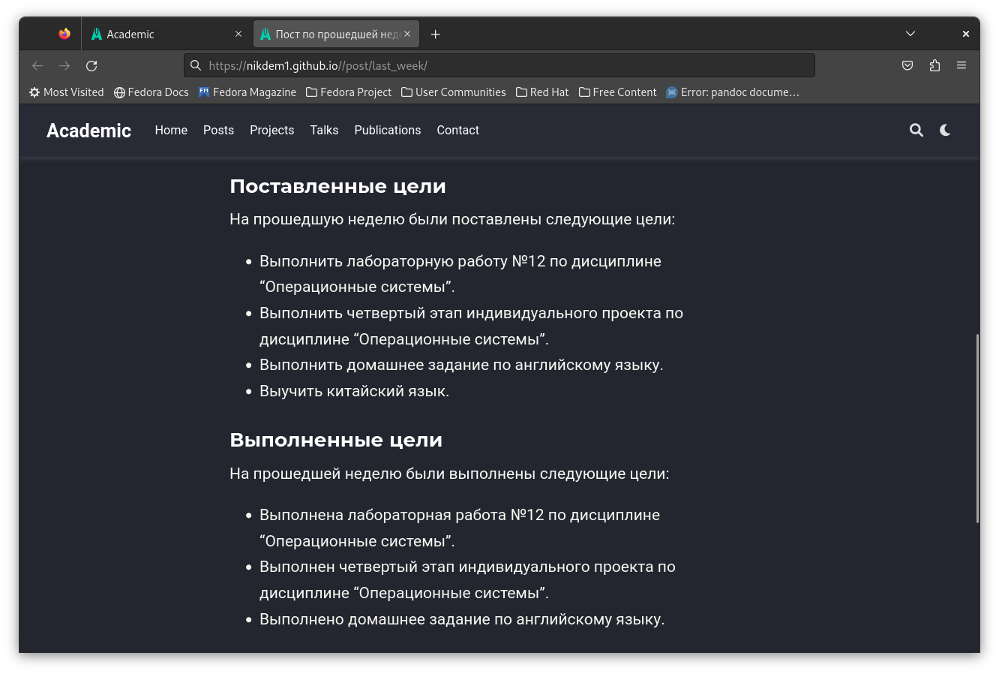 Academic
Пост по прошедшей нед
https://nikdem1.github.io//post/last_week/
Most Visited Fedora Docs Fedora Magazine Fedora Project User Communities Red Hat Free Content Error: pandoc docume…
Academic Home Posts Projects Talks Publications Contact
Поставленные цели
На прошедшую неделю были поставлены следующие цели:
• Выполнить лабораторную работу №12 по дисциплине
“Операционные системы”.
• Выполнить четвертый этап индивидуального проекта по
дисциплине “Операционные системы”.
• Выполнить домашнее задание по английскому языку.
• Выучить китайский язык.
Выполненные цели
На прошедшей неделю были выполнены следующие цели:
• Выполнена лабораторная работа №12 по дисциплине
“Операционные системы”.
• Выполнен четвертый этап индивидуального проекта по
дисциплине “Операционные системы”.
• Выполнено домашнее задание по английскому языку.